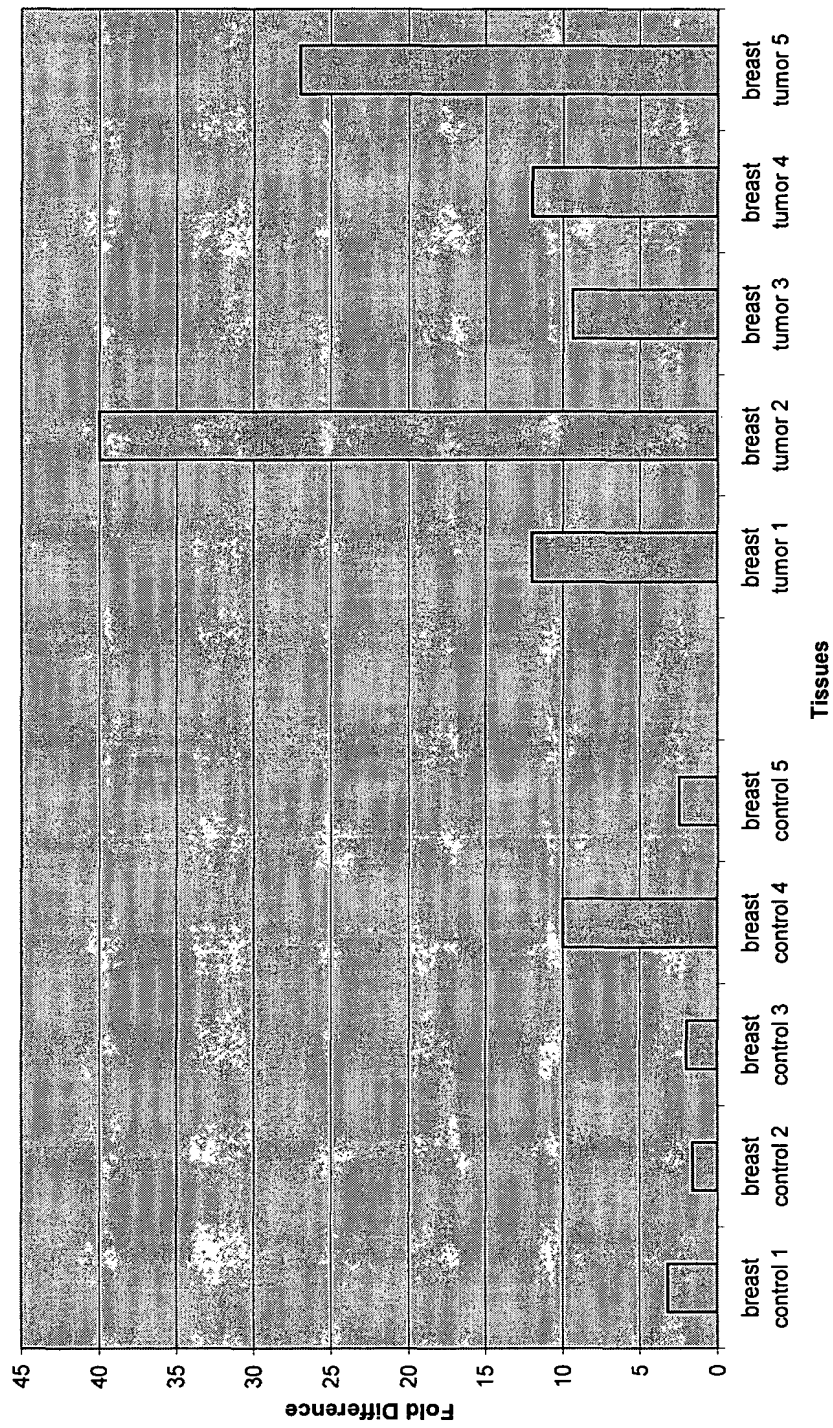 Fold Difference
45
40
35
30
25
20
15
10
5
0
breast
control 1
breast
control 2
breast
control 3
breast
control 4
breast
control 5
breast
tumor 1
breast
tumor 2
breast
tumor 3
breast
tumor 4
breast
tumor 5
Tissues